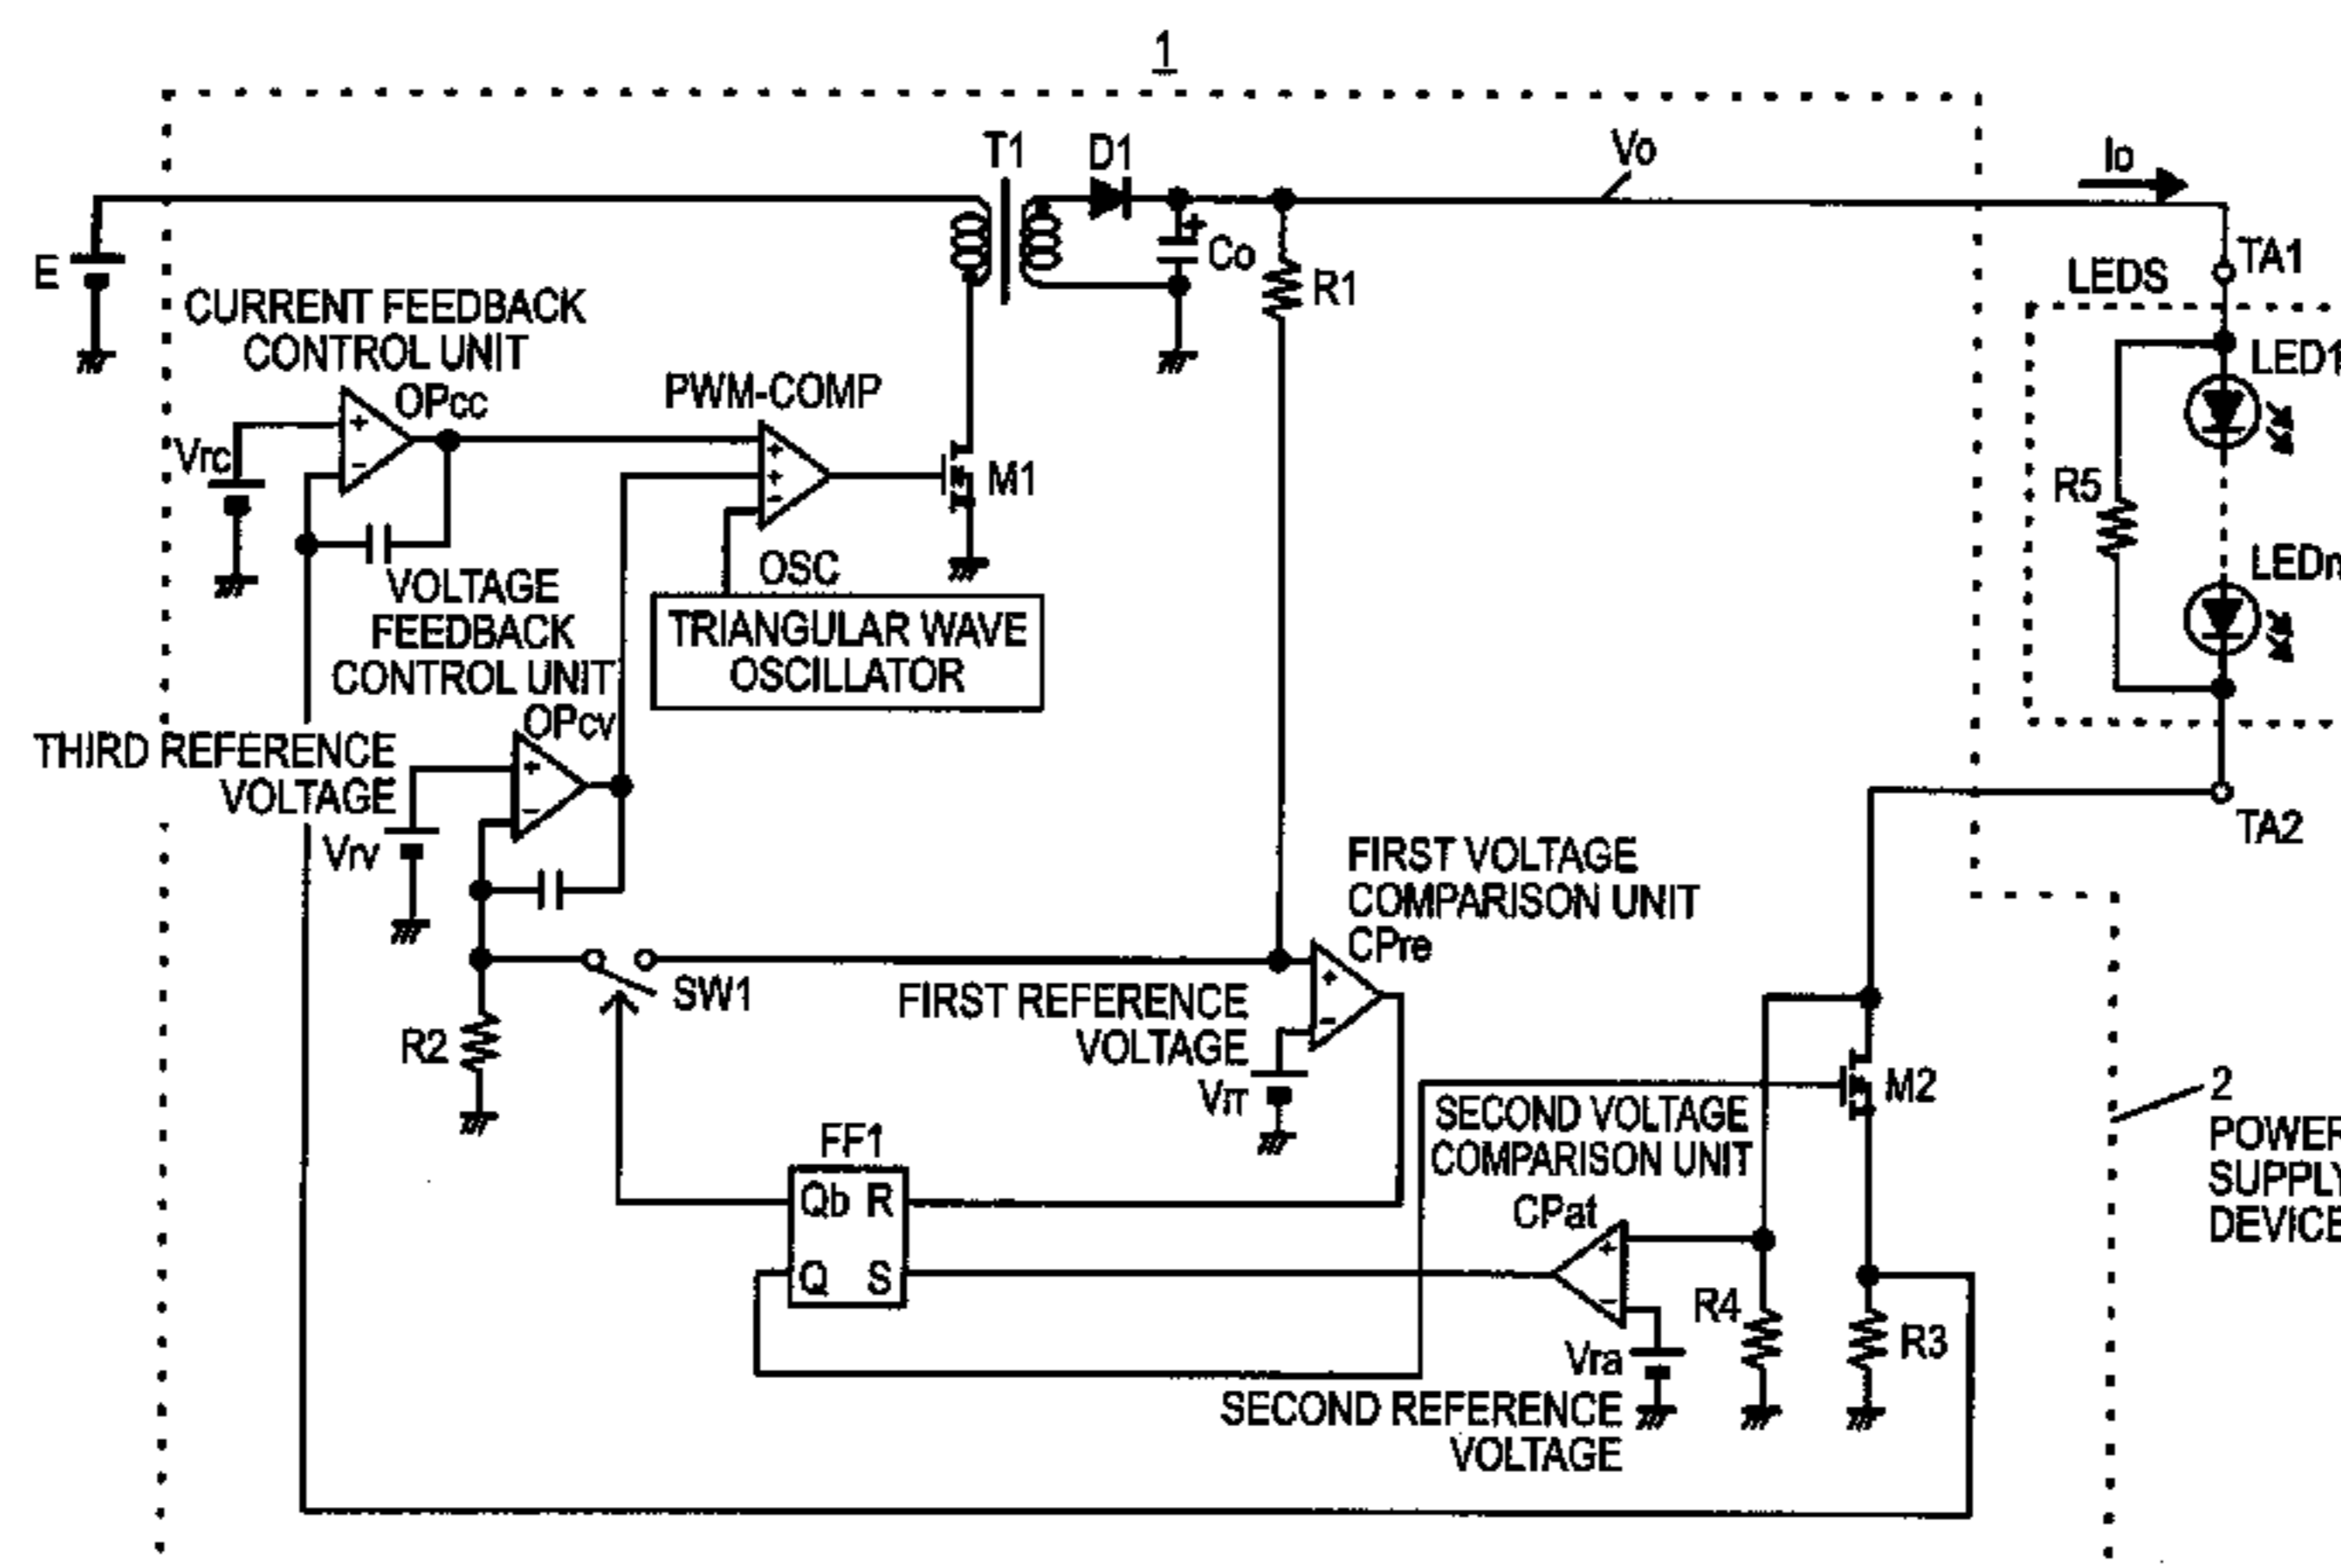 1
T1
D1
Vo
Io
E
Co
R1
TA1
LEDS
LED1
CURRENT FEEDBACK
CONTROL UNIT
OPcc
PWM-COMP
Vrc
M1
R5
OSC
TRIANGULAR WAVE
OSCILLATOR
VOLTAGE
FEEDBACK
CONTROL UNIT
OPcv
THIRD REFERENCE
VOLTAGE
Vrv
TA2
FIRST VOLTAGE
COMPARISON UNIT
CPre
SW1
FIRST REFERENCE
VOLTAGE
R2
M2
2
POWER
SUPPLY
DEVICE
SECOND VOLTAGE
COMPARISON UNIT
CPat
FF1
Qb R
Q S
R4
R3
Vra
SECOND REFERENCE
VOLTAGE